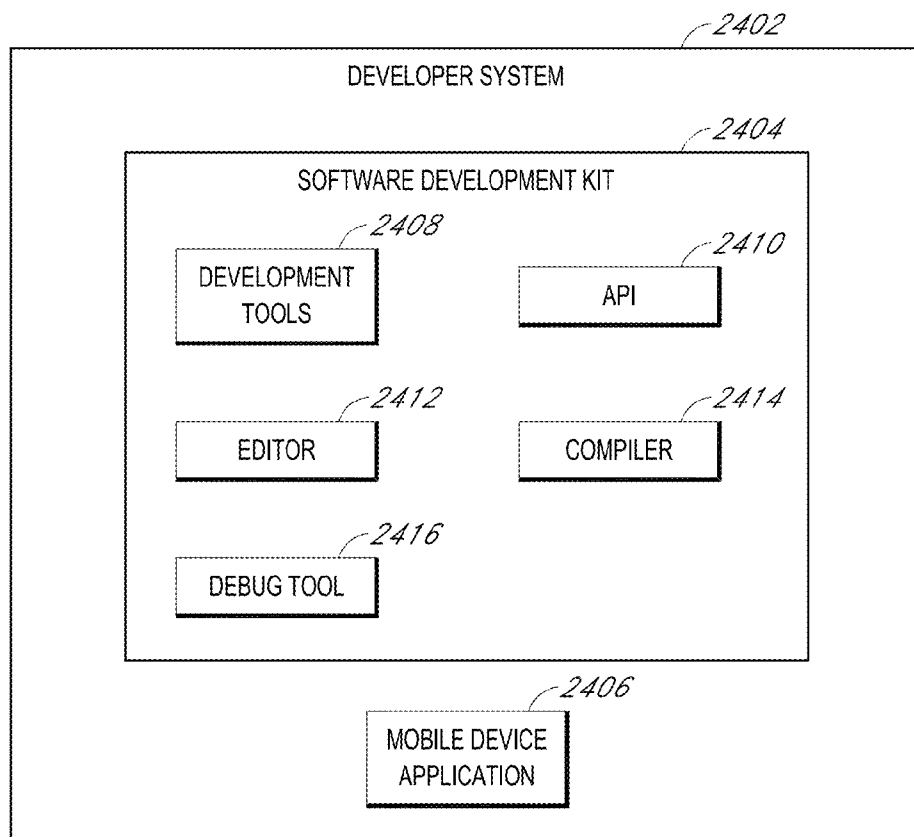 2402
DEVELOPER SYSTEM
2404
SOFTWARE DEVELOPMENT KIT
2408
DEVELOPMENT
TOOLS
2410
API
2412
EDITOR
2414
COMPILER
2416
DEBUG TOOL
2406
MOBILE DEVICE
APPLICATION